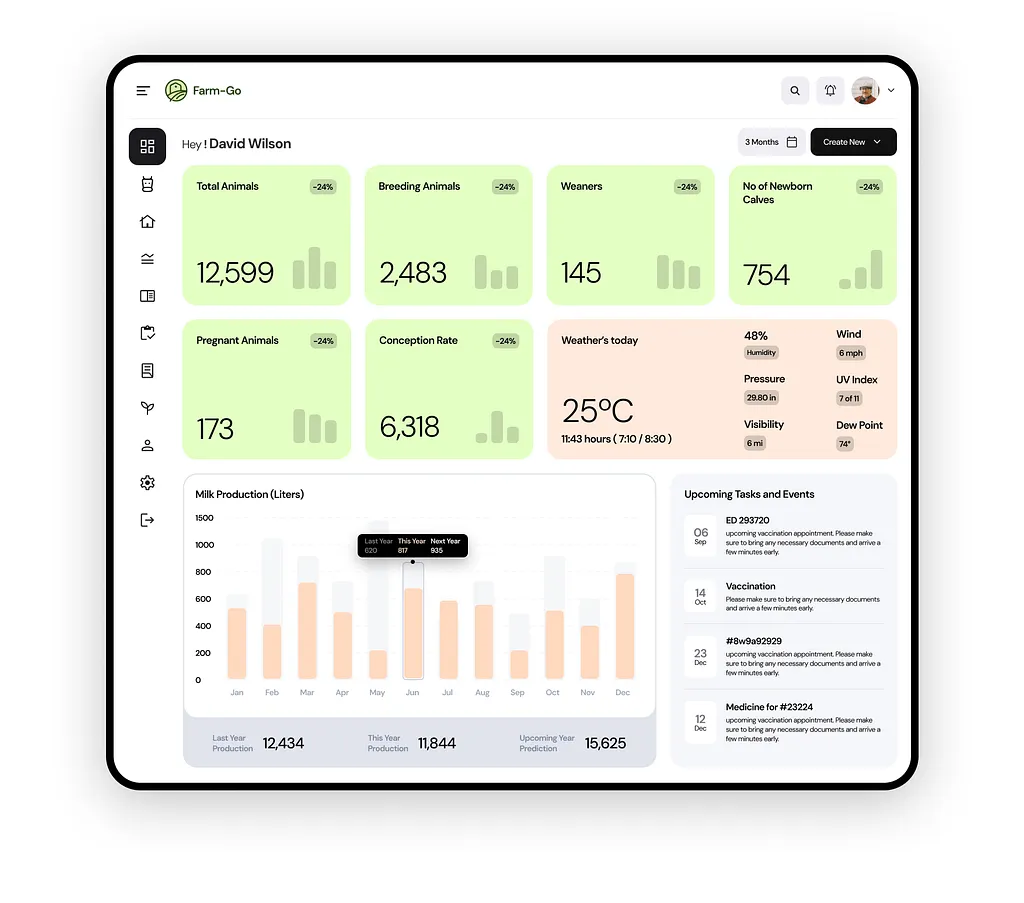 Farm-Go
Hey ! David Wilson
3 Months
Create New
Total Animals
-24%
12,599
Breeding Animals
-24%
2,483
Weaners
-24%
145
No of Newborn
Calves
-24%
754
Pregnant Animals
-24%
173
Conception Rate
-24%
6,318
Weather's today
25°C
11:43 hours ( 7:10 / 8:30 )
48%
Humidity
Wind
6 mph
Pressure
29.80 in
UV Index
7 of 11
Visibility
6 mi
Dew Point
74°
Milk Production (Liters)
1500
1000
800
600
400
200
0
Last Year This Year Next Year
620 817 935
Jan Feb Mar Apr May Jun Jul Aug Sep Oct Nev Dec
Last Year
Production
12,434
This Year
Production
11,844
Upcoming Year
Prediction
15,625
Upcoming Tasks and Events
06
Sep
ED 293720
upcoming vaccination appointment. Please make
sure to bring any necessary documents and arrive a
few minutes early.
14
Oct
Vaccination
Please make sure to bring any necessary documents
and arrive a few minutes early.
23
Dec
#8w9a92929
upcoming vaccination appointment. Please make
sure to bring any necessary documents and arrive a
few minutes early.
12
Dec
Medicine for #23224
upcoming vaccination appointment. Please make
sure to bring any necessary documents and arrive a
few minutes early.